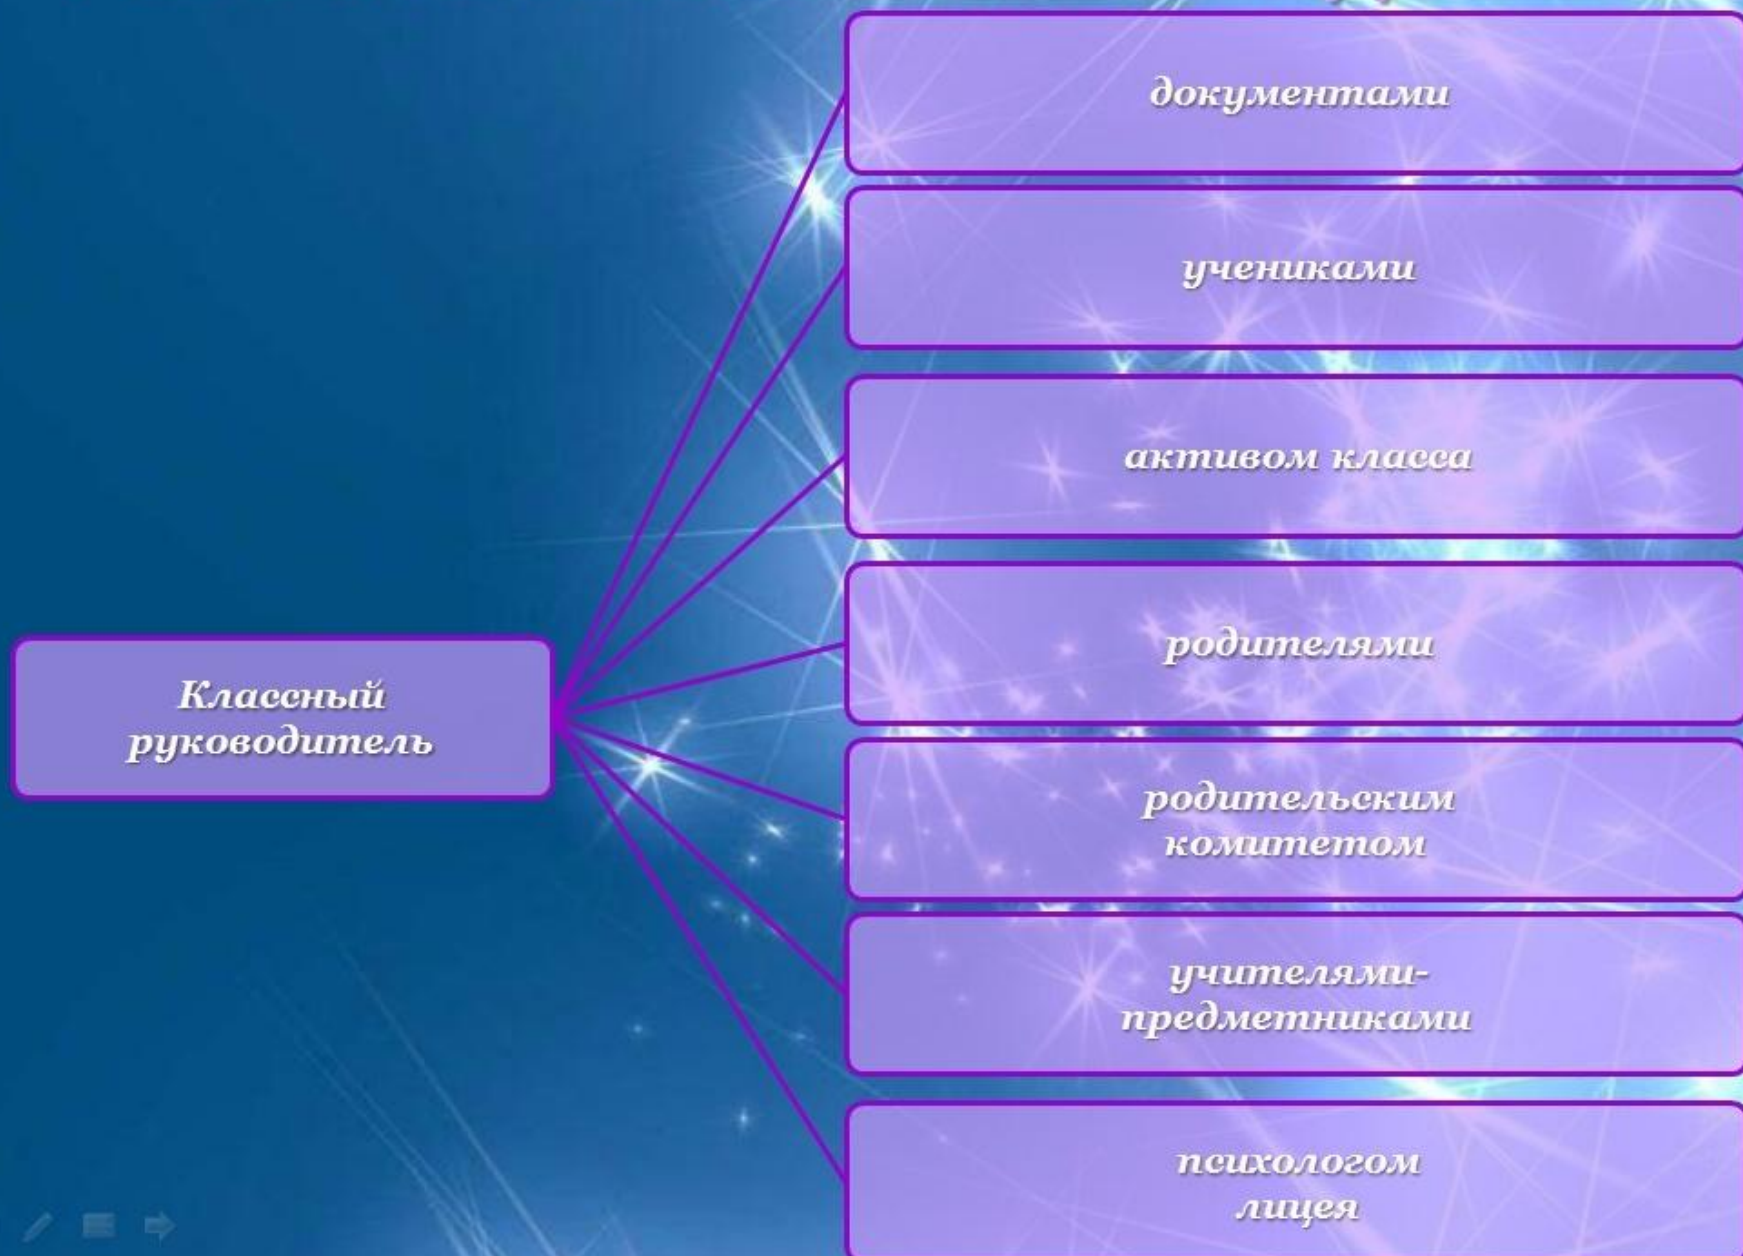 документами
учениками
активом класса
родителями
Классный
руководитель
родительским
комитетом
учителями-
предметниками
психологом
лицея